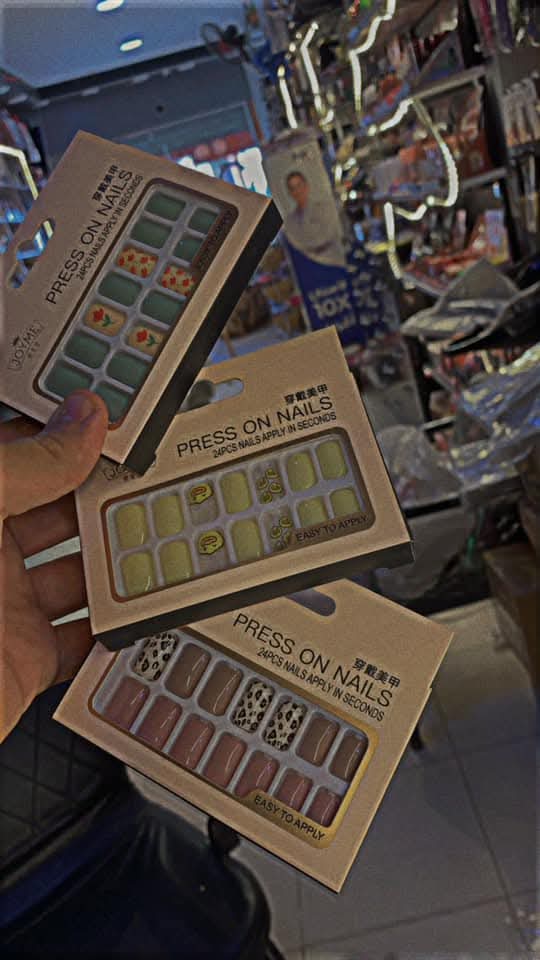 穿戴美甲
PRESS ON NAILS
24PCS NAILS APPLY IN SECONDS
JOYME
穿戴美甲
PRESS ON NAILS
24PCS NAILS APPLY IN SECONDS
EASY TO APPLY
穿戴美甲
PRESS ON NAILS
24PCS NAILS APPLY IN SECONDS
EASY TO APPLY
10X